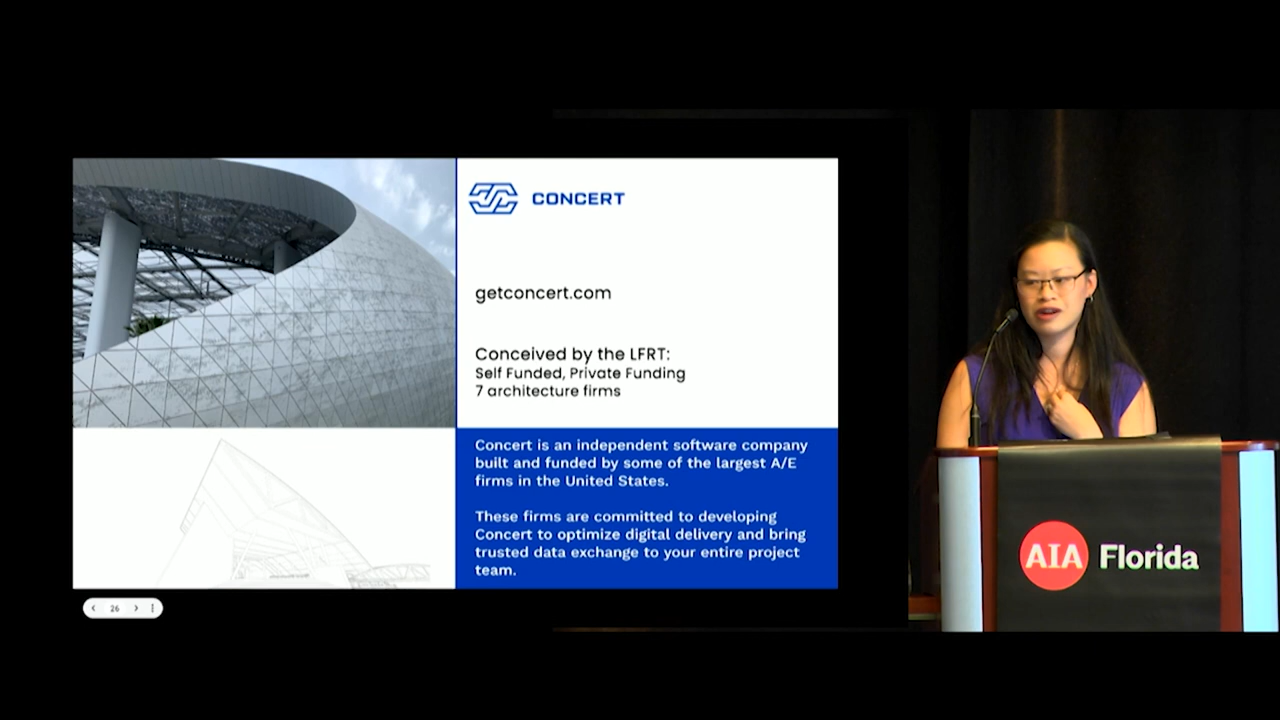 CONCERT
getconcert.com
Conceived by the LFRT:
Self Funded, Private Funding
7 architecture firms
Concert is an independent software company
built and funded by some of the largest A/E
firms in the United States.
These firms are committed to developing
Concert to optimize digital delivery and bring
trusted data exchange to your entire project
team.
26
AIA Florida